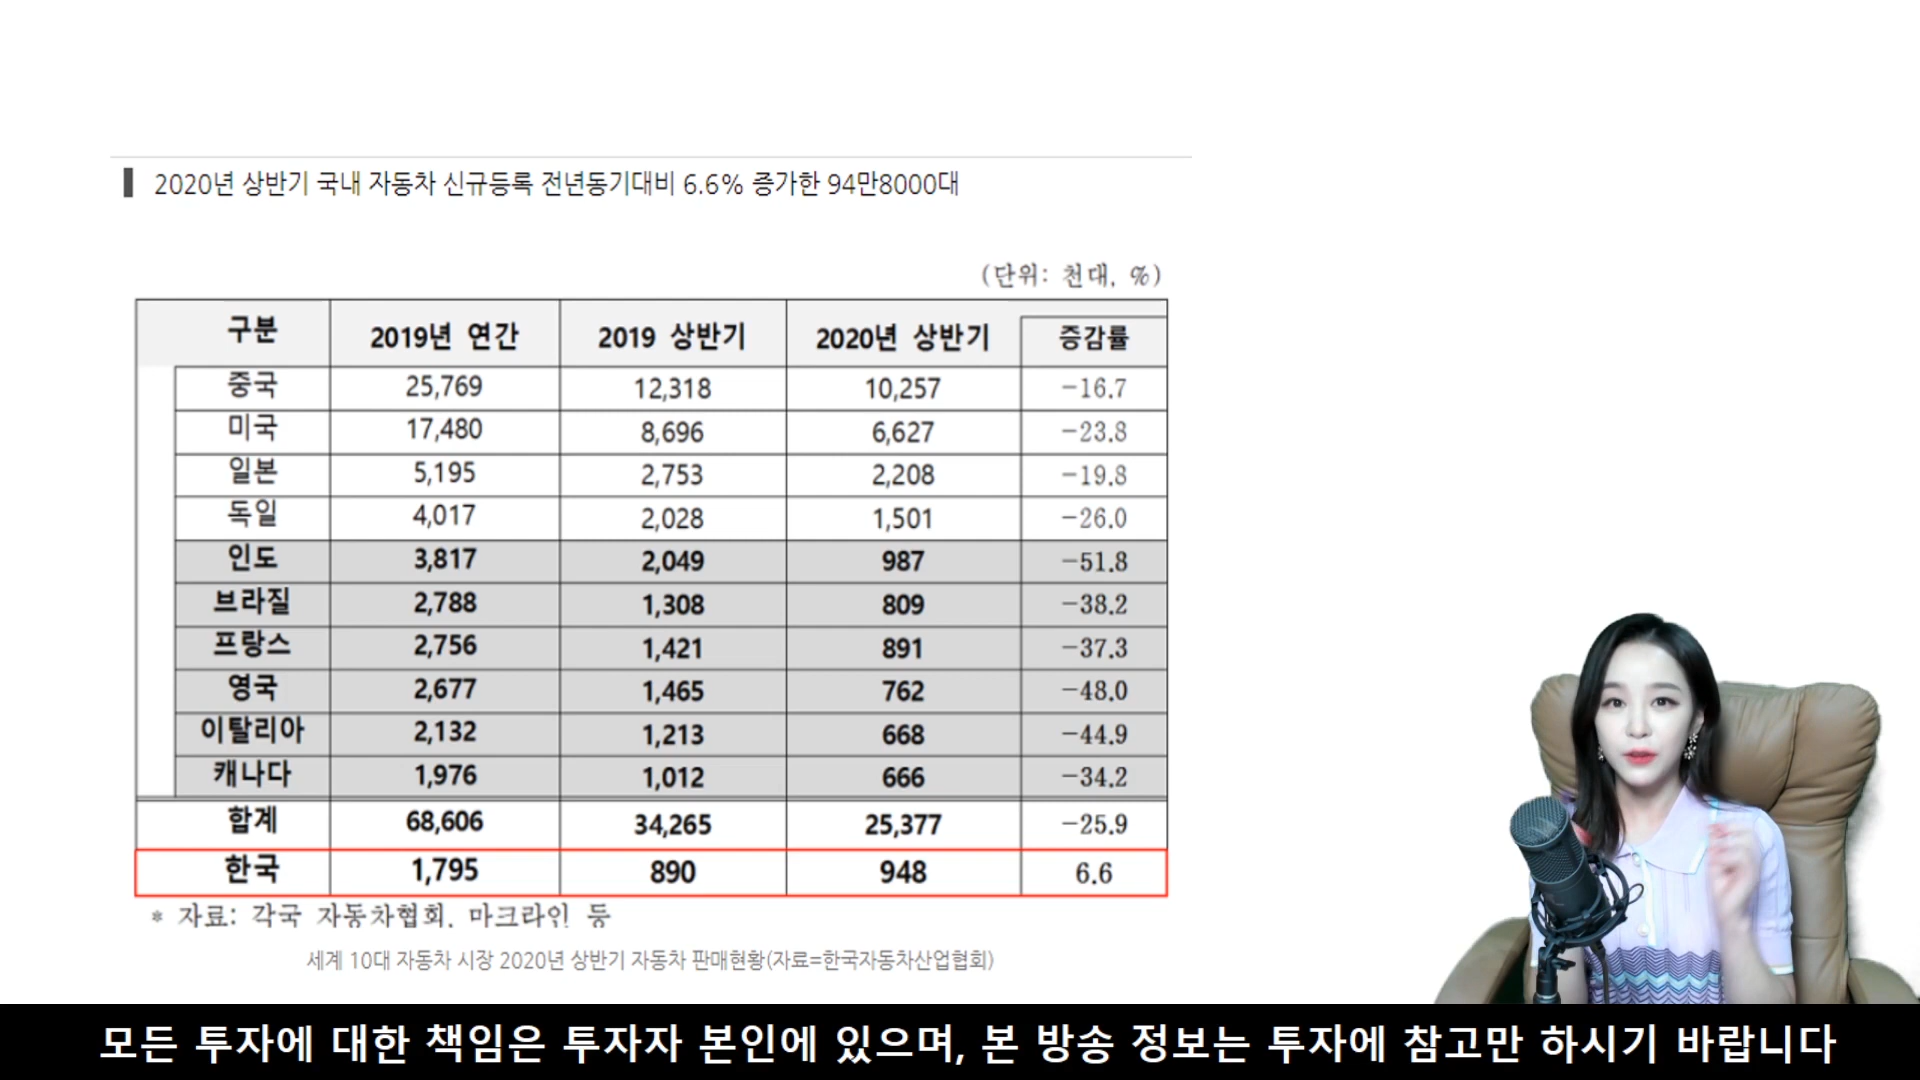 2020년 상반기 국내 자동차 신규등록 전년동기대비 6.6% 증가한 94만8000대
(단위: 천대, %)
구분 2019년 연간 2019 상반기 2020년 상반기 증감률
중국 25,769 12,318 10,257 -16.7
미국 17,480 8,696 6,627 -23.8
일본 5,195 2,753 2,208 -19.8
독일 4,017 2,028 1,501 -26.0
인도 3,817 2,049 987 -51.8
브라질 2,788 1,308 809 -38.2
프랑스 2,756 1,421 891 -37.3
영국 2,677 1,465 762 -48.0
이탈리아 2,132 1,213 668 -44.9
캐나다 1,976 1,012 666 -34.2
합계 68,606 34,265 25,377 -25.9
한국 1,795 890 948 6.6
* 자료: 각국 자동차협회, 마크라인 등
세계 10대 자동차 시장 2020년 상반기 자동차 판매현황(자료=한국자동차산업협회)
모든 투자에 대한 책임은 투자자 본인에 있으며, 본 방송 정보는 투자에 참고만 하시기 바랍니다